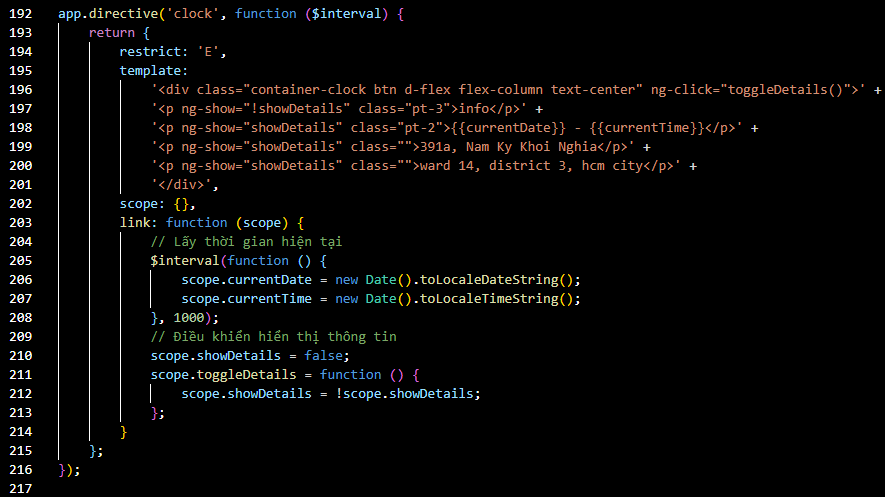 192 app.directive('clock', function ($interval) {
193     return {
194         restrict: 'E',
195         template:
196             '<div class="container-clock btn d-flex flex-column text-center" ng-click="toggleDetails()">' +
197             '<p ng-show="!showDetails" class="pt-3">info</p>' +
198             '<p ng-show="showDetails" class="pt-2">{{currentDate}} - {{currentTime}}</p>' +
199             '<p ng-show="showDetails" class="">391a, Nam Ky Khoi Nghia</p>' +
200             '<p ng-show="showDetails" class="">ward 14, district 3, hcm city</p>' +
201             '</div>',
202         scope: {},
203         link: function (scope) {
204             // Lấy thời gian hiện tại
205             $interval(function () {
206                 scope.currentDate = new Date().toLocaleDateString();
207                 scope.currentTime = new Date().toLocaleTimeString();
208             }, 1000);
209             // Điều khiển hiển thị thông tin
210             scope.showDetails = false;
211             scope.toggleDetails = function () {
212                 scope.showDetails = !scope.showDetails;
213             };
214         }
215     };
216 });
217